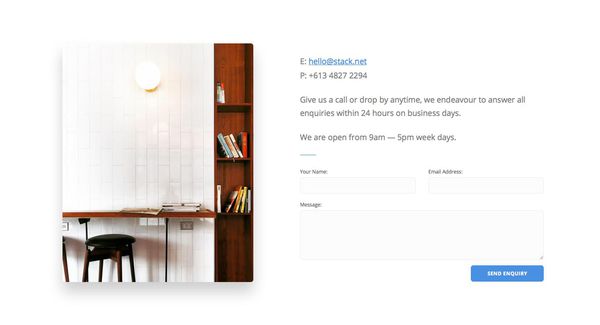 E: hello@stack.net
P: +613 4827 2294
Give us a call or drop by anytime, we endeavour to answer all
enquiries within 24 hours on business days.
We are open from 9am — 5pm week days.
Your Name:
Email Address:
Message:
SEND ENQUIRY